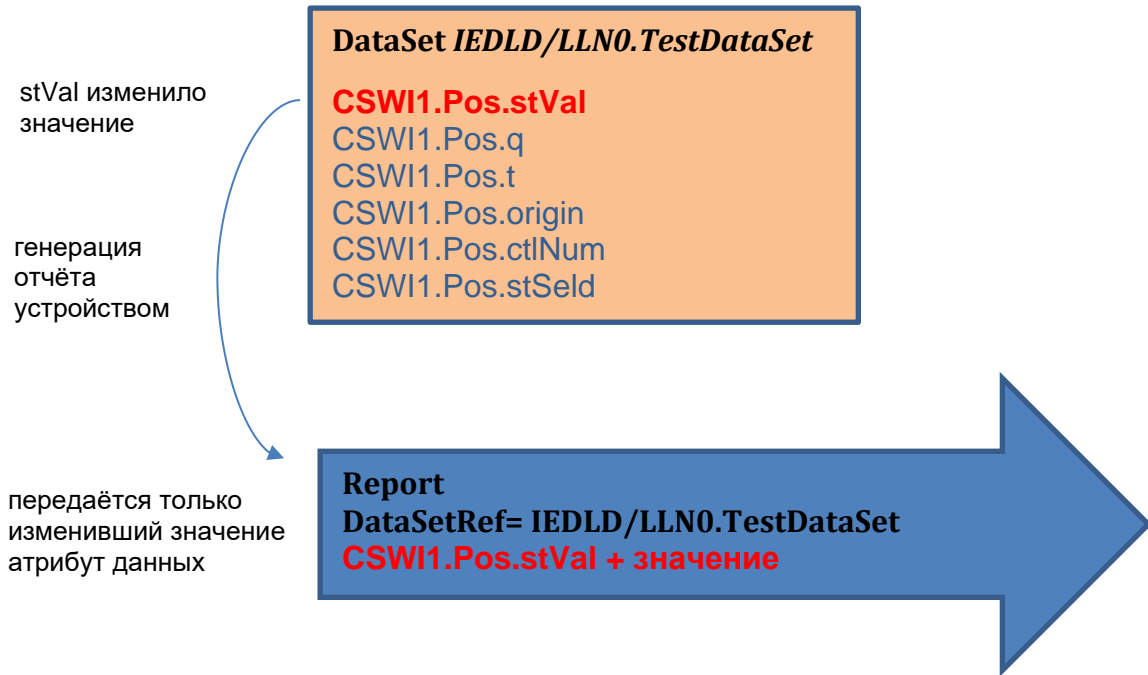 DataSet IEDLD/LLN0.TestDataSet
stVal изменило
значение
CSWI1.Pos.stVal
CSWI1.Pos.q
CSWI1.Pos.t
CSWI1.Pos.origin
CSWI1.Pos.ctlNum
CSWI1.Pos.stSeld
генерация
отчёта
устройством
передаётся только
изменивший значение
атрибут данных
Report
DataSetRef= IEDLD/LLN0.TestDataSet
CSWI1.Pos.stVal + значение